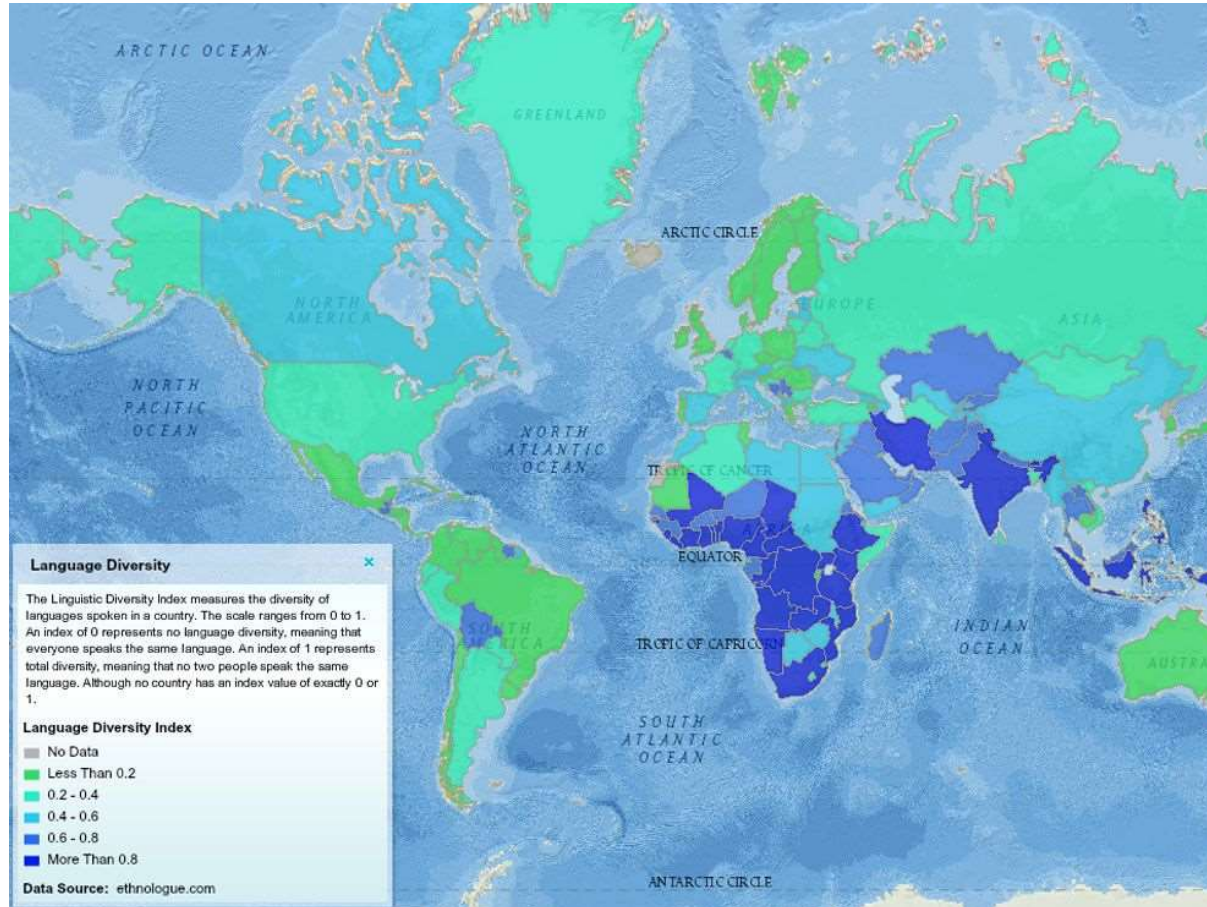 ARCTIC OCEAN
GREENLAND
ARCTIC CIRCLE
NORTH
AMERICA
EUROPE
ASIA
NORTH
PACIFIC
OCEAN
NORTH
ATLANTIC
OCEAN
TROPIC OF CANCER
AFRICA
EQUATOR
SOUTH
AMERICA
TROPIC OF CAPRICORN
INDIAN
OCEAN
AUSTRA
SOUTH
ATLANTIC
OCEAN
ANTARCTIC CIRCLE
Language Diversity
×
The Linguistic Diversity Index measures the diversity of
languages spoken in a country. The scale ranges from 0 to 1.
An index of 0 represents no language diversity, meaning that
everyone speaks the same language. An index of 1 represents
total diversity, meaning that no two people speak the same
language. Although no country has an index value of exactly 0 or
1.
Language Diversity Index
No Data
Less Than 0.2
0.2 - 0.4
0.4 - 0.6
0.6 - 0.8
More Than 0.8
Data Source: ethnologue.com